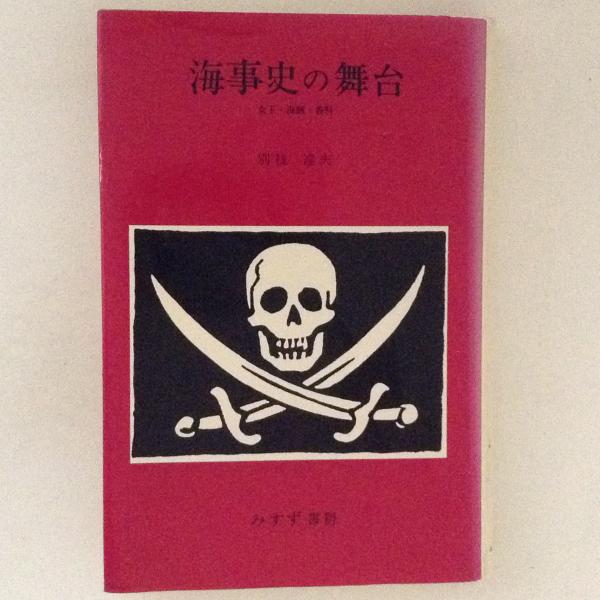 海事史の舞台
女王・海賊・香料
別枝 達夫
みすず書房